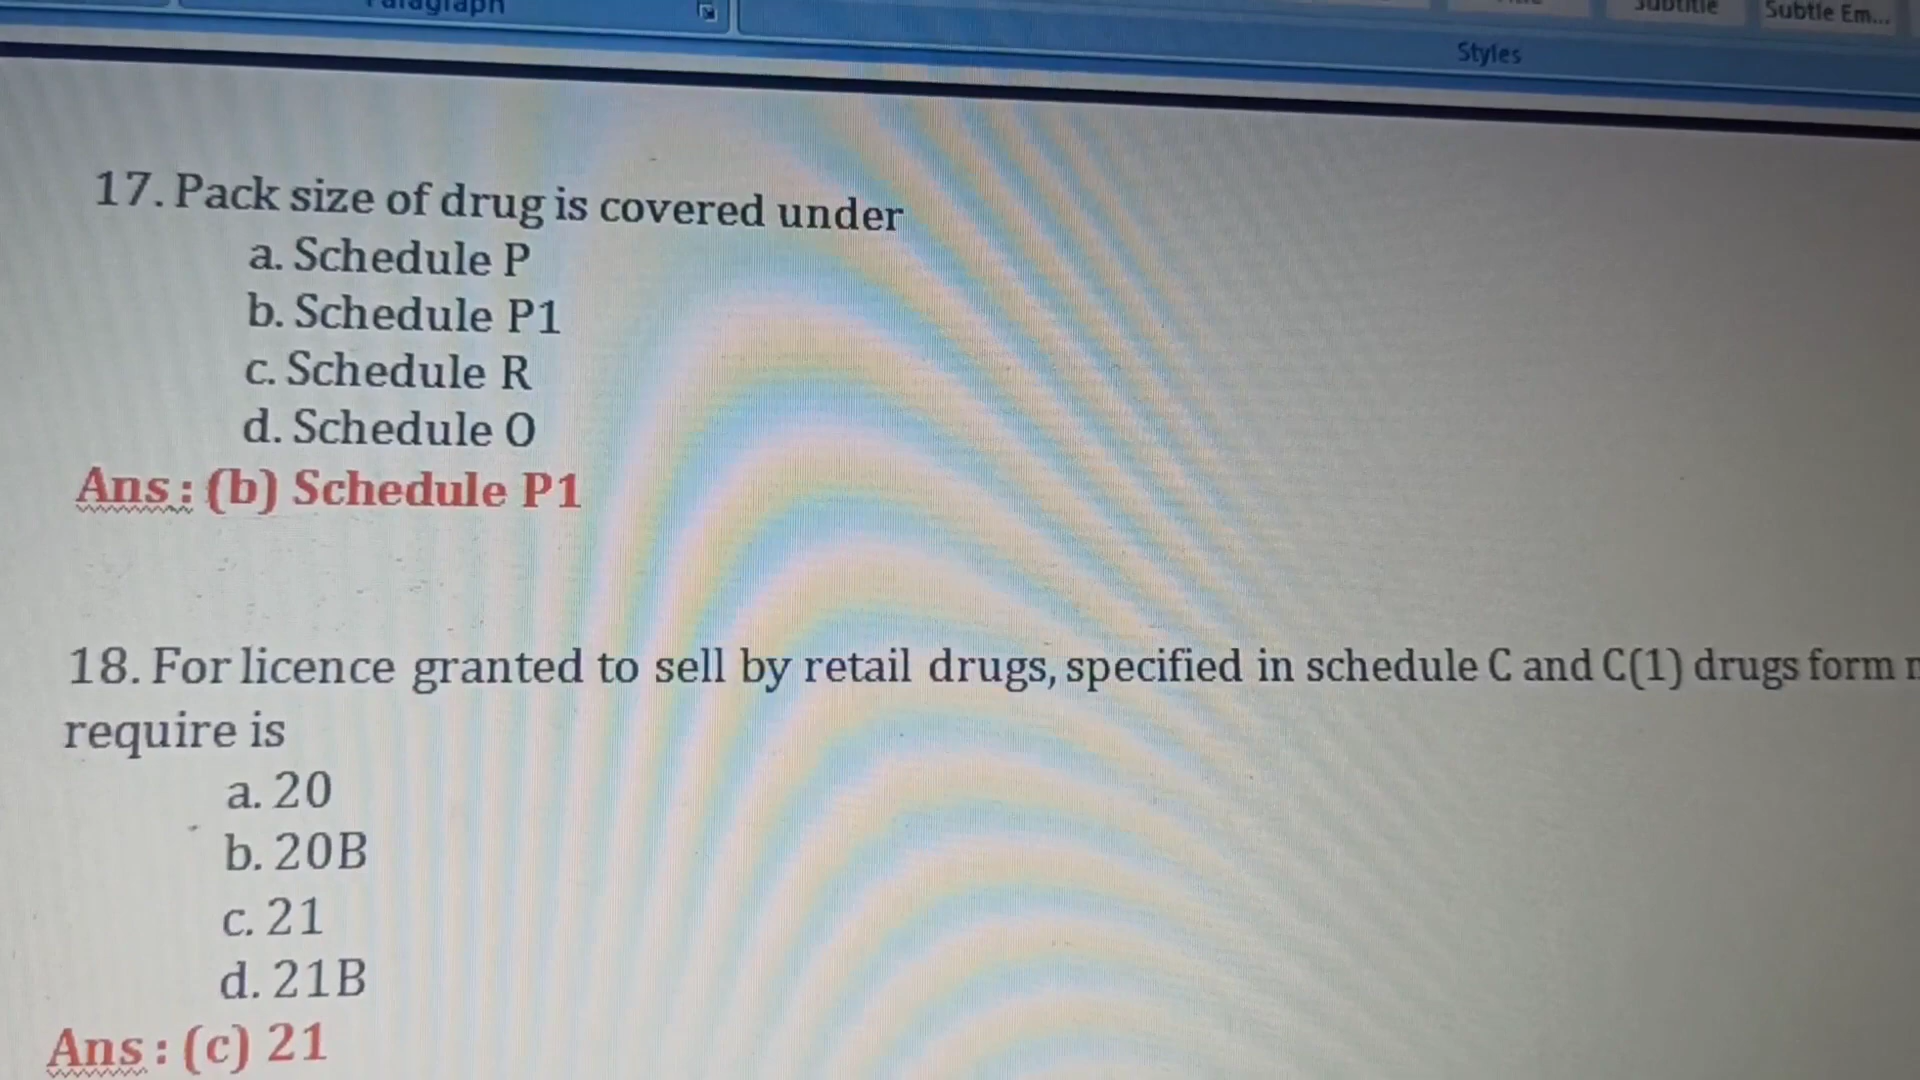 Paragraph
Subtitle
Subtle Em...
Styles
17. Pack size of drug is covered under
a. Schedule P
b. Schedule P1
c. Schedule R
d. Schedule O
Ans : (b) Schedule P1
18. For licence granted to sell by retail drugs, specified in schedule C and C(1) drugs form
require is
a. 20
b. 20B
c. 21
d. 21B
Ans : (c) 21